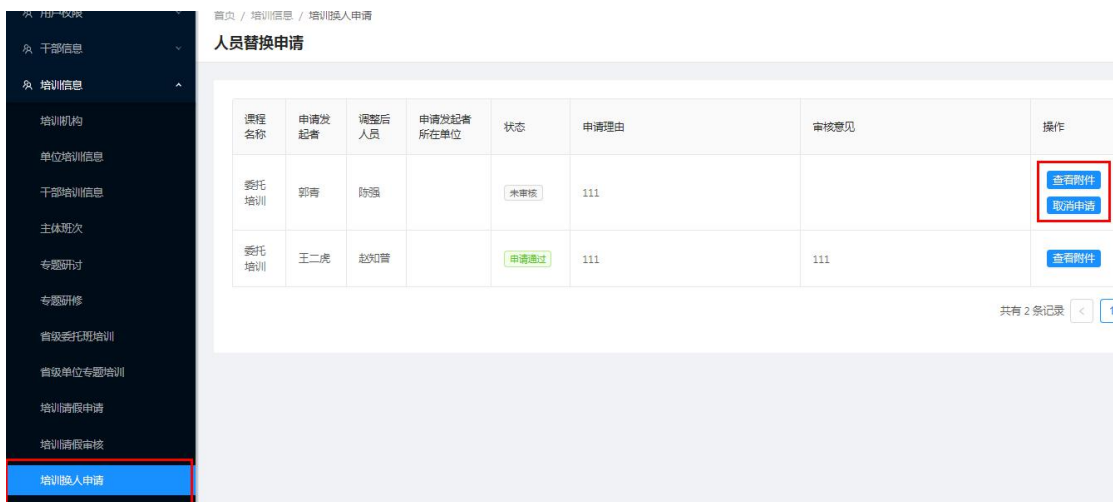 用户权限
首页 / 培训信息 / 培训换人申请
干部信息
人员替换申请
培训信息
培训机构
单位培训信息
干部培训信息
主体班次
专题研讨
专题研修
省级委托班培训
省级单位专题培训
培训请假申请
培训请假审核
培训换人申请
课程名称 申请发起者 调整后人员 申请发起者所在单位 状态 申请理由 审核意见 操作
委托培训 郭青 陈强 未审核 111 查看附件
取消申请
委托培训 王二虎 赵知普 申请通过 111 111 查看附件
共有 2 条记录 < 1